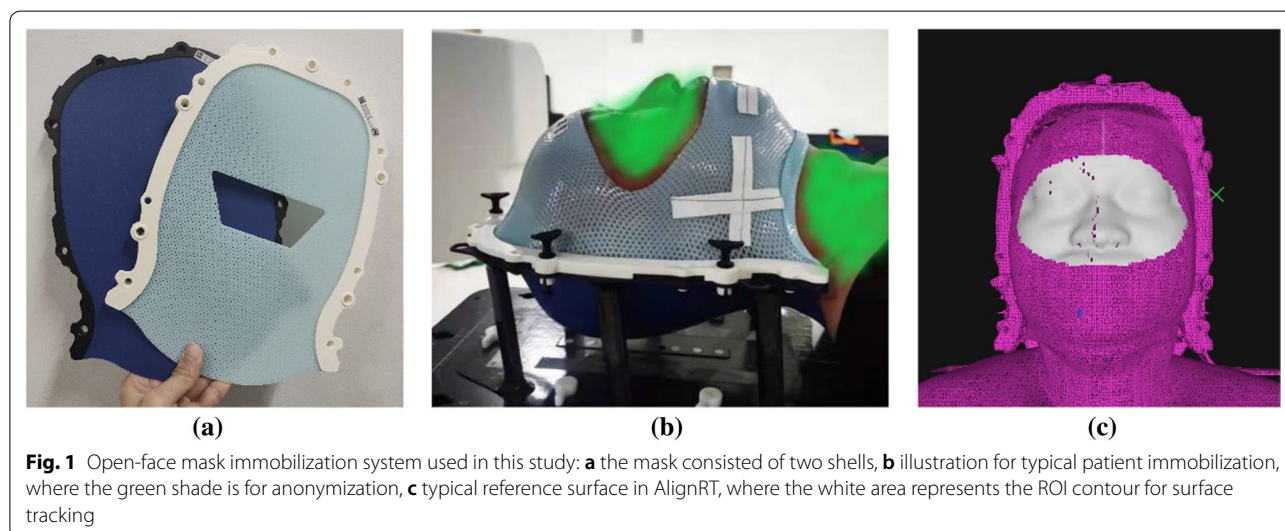 (a)
(b)
(c)
Fig. 1 Open-face mask immobilization system used in this study: a the mask consisted of two shells, b illustration for typical patient immobilization,
where the green shade is for anonymization, c typical reference surface in AlignRT, where the white area represents the ROI contour for surface
tracking